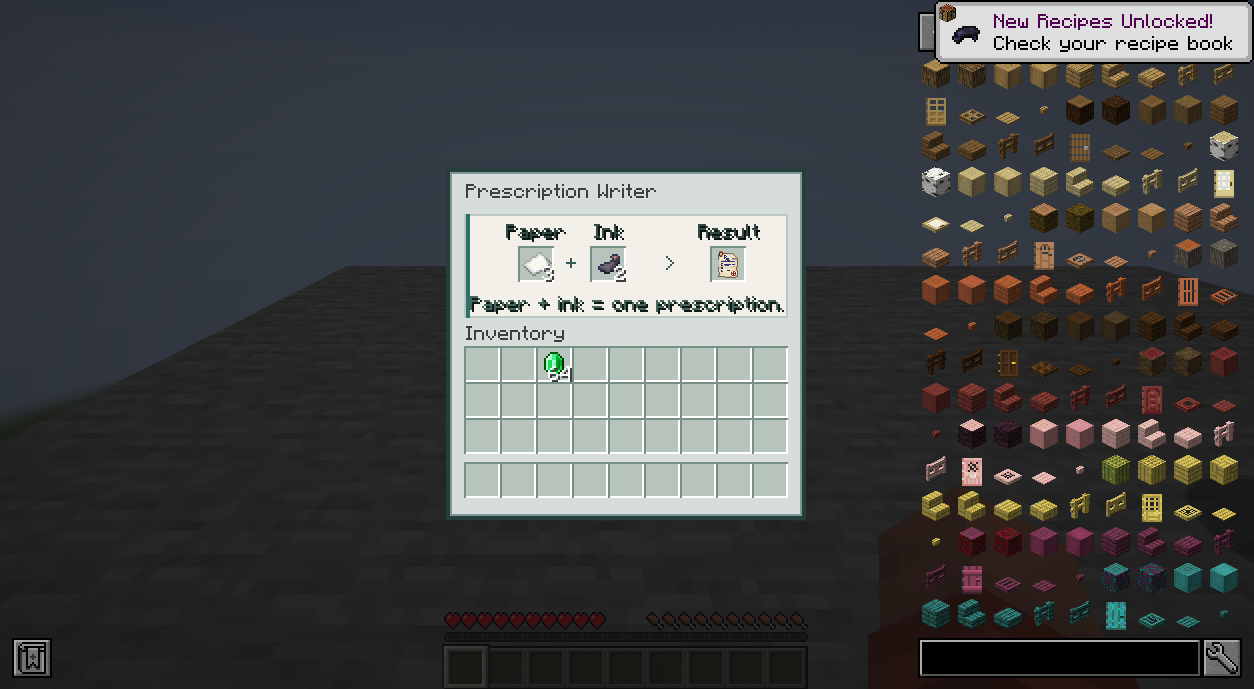 New Recipes Unlocked!
Check your recipe book
Prescription Writer
Paper Ink Result
3 + 2 >
Paper + ink = one prescription.
Inventory
64